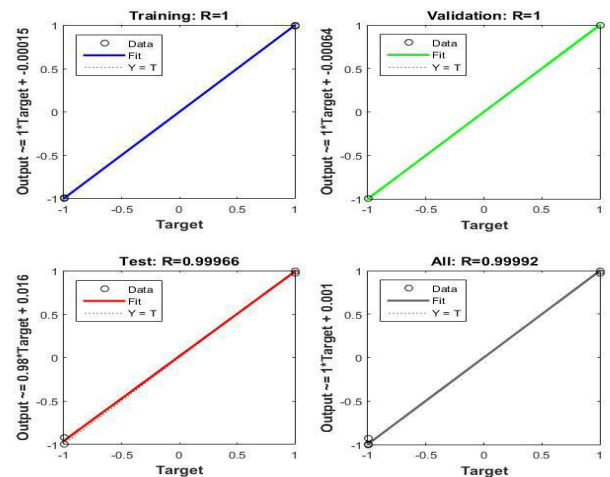 Training: R=1
Output ~= 1*Target + -0.00015
1
0.5
0
-0.5
-1
Data
Fit
Y = T
-1
-0.5
0
0.5
1
Target
Validation: R=1
Output ~= 1*Target + -0.00064
1
0.5
0
-0.5
-1
Data
Fit
Y = T
-1
-0.5
0
0.5
1
Target
Test: R=0.99966
Output ~= 0.98*Target + 0.016
1
0.5
0
-0.5
-1
Data
Fit
Y = T
-1
-0.5
0
0.5
1
Target
All: R=0.99992
Output ~= 1*Target + 0.001
1
0.5
0
-0.5
-1
Data
Fit
Y = T
-1
-0.5
0
0.5
1
Target